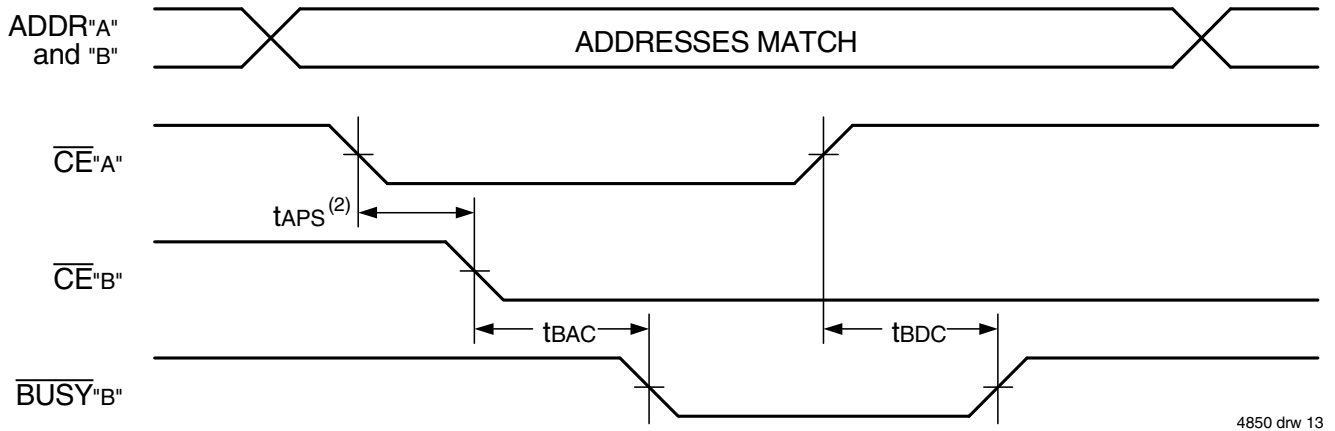 ADDR"A"
and "B"
ADDRESSES MATCH
CE"A"
tAPS(2)
CE"B"
tBAC
tBDC
BUSY"B"
4850 drw 13